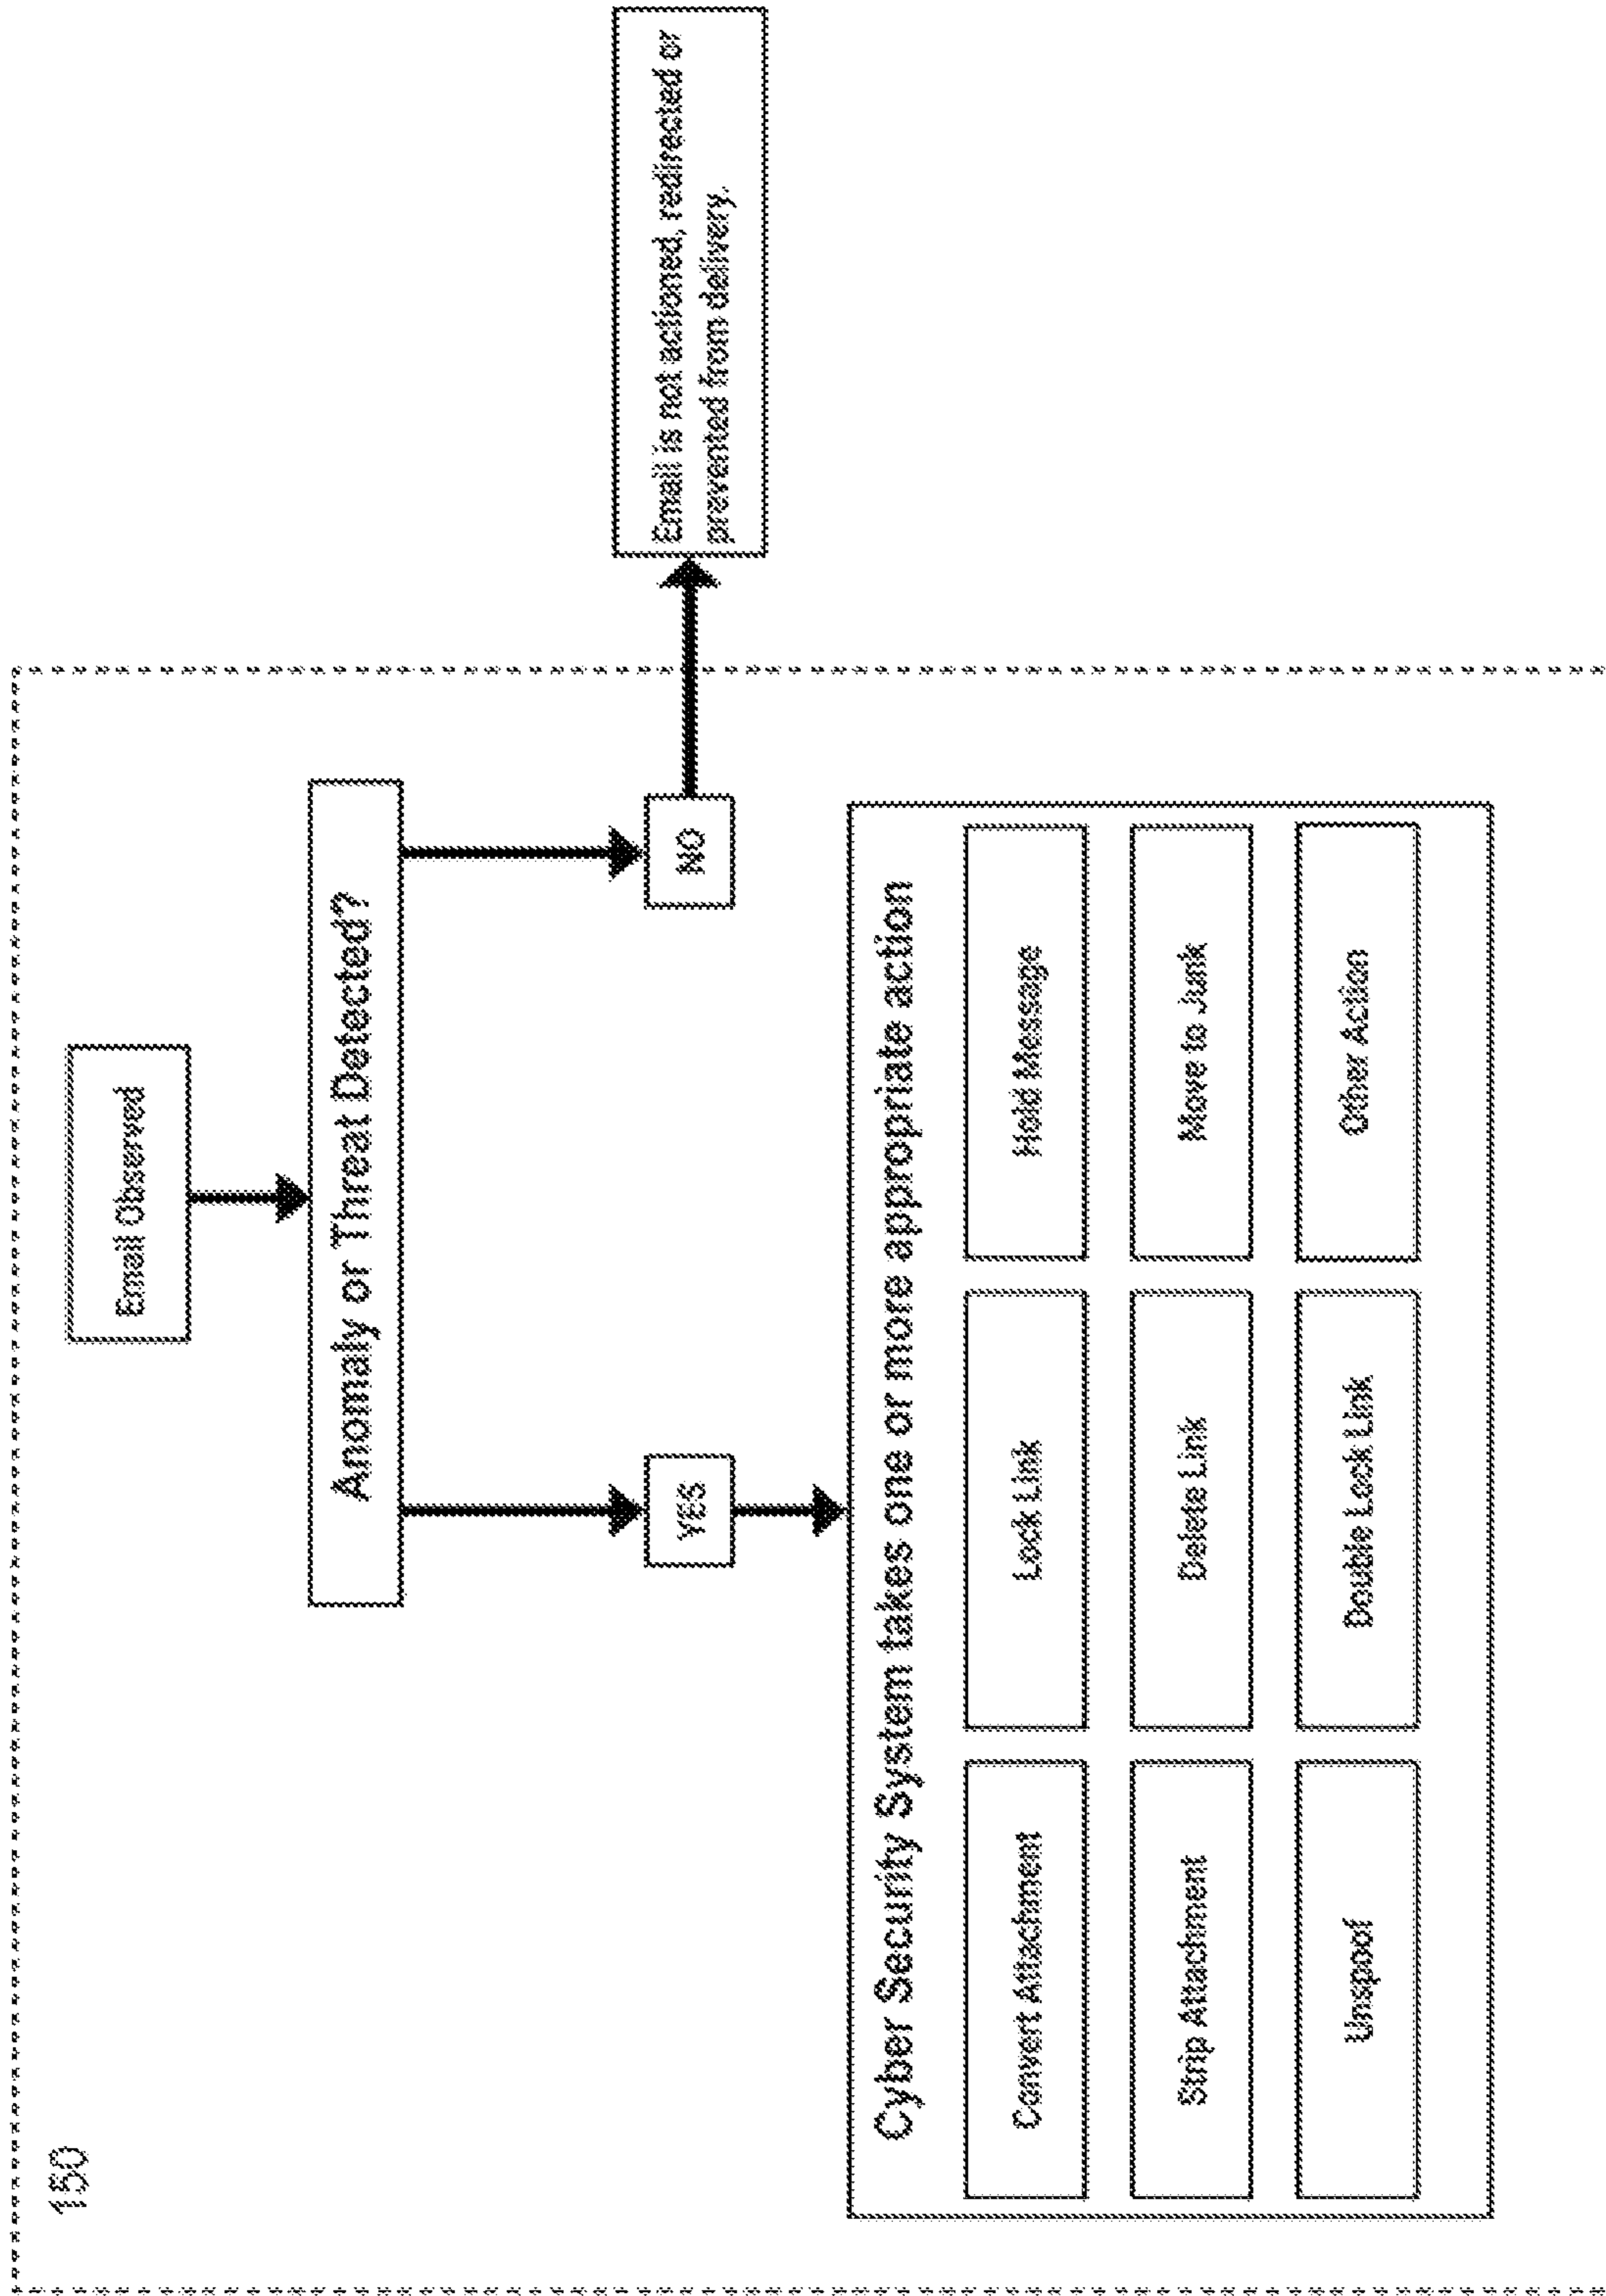 150
Email Observed
Anomaly or Threat Detected?
YES
NO
Email is not actioned, redirected or
prevented from delivery.
Cyber Security System takes one or more appropriate action
Convert Attachment
Lock Link
Hold Message
Strip Attachment
Delete Link
Move to Junk
Unspoof
Double Lock Link
Other Action